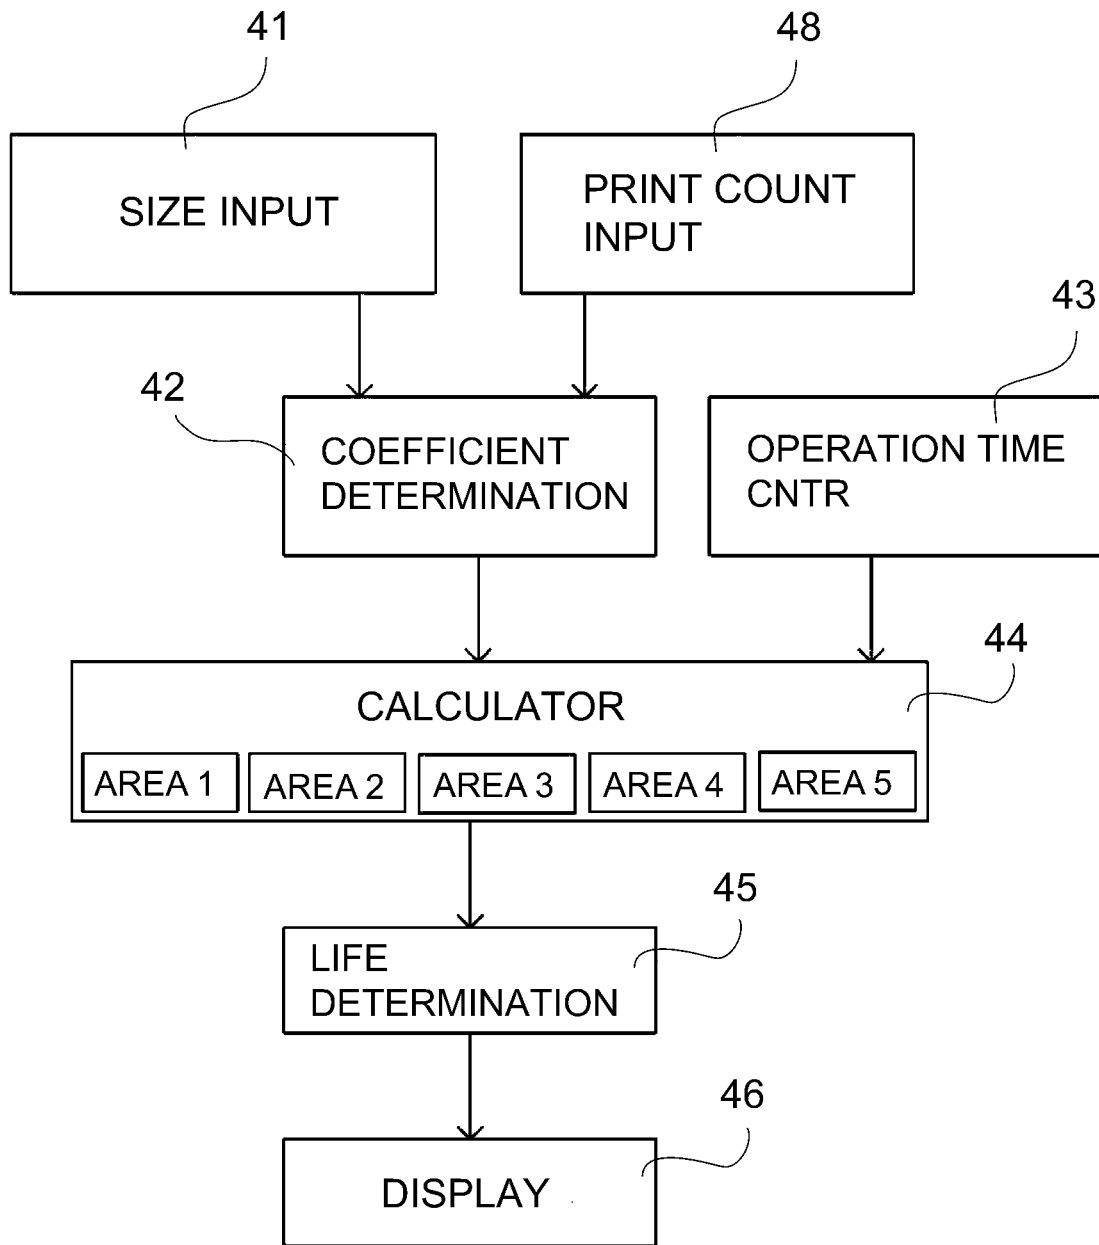 41
48
SIZE INPUT
PRINT COUNT
INPUT
43
42
COEFFICIENT
DETERMINATION
OPERATION TIME
CNTR
44
CALCULATOR
AREA 1
AREA 2
AREA 3
AREA 4
AREA 5
45
LIFE
DETERMINATION
46
DISPLAY